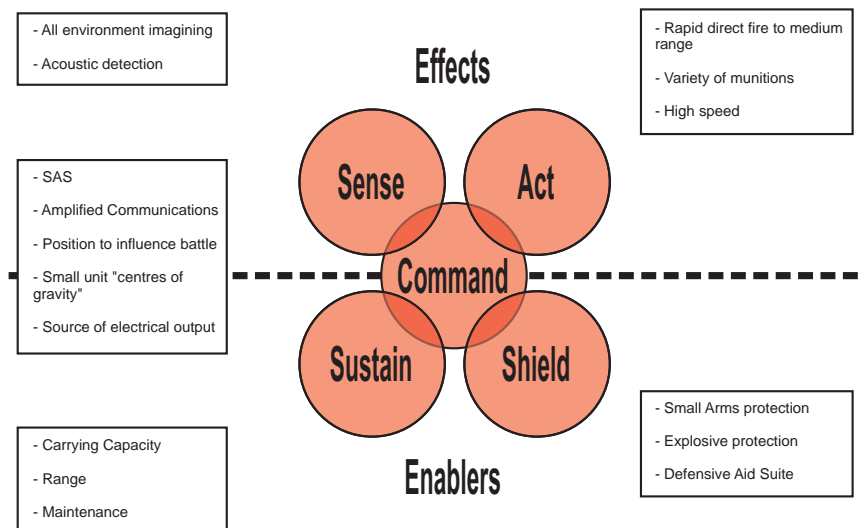 - All environment imagining
- Acoustic detection
Effects
- Rapid direct fire to medium
range
- Variety of munitions
- High speed
Sense
Act
- SAS
- Amplified Communications
- Position to influence battle
- Small unit "centres of
gravity"
- Source of electrical output
Command
Sustain
Shield
- Carrying Capacity
- Range
- Maintenance
Enablers
- Small Arms protection
- Explosive protection
- Defensive Aid Suite